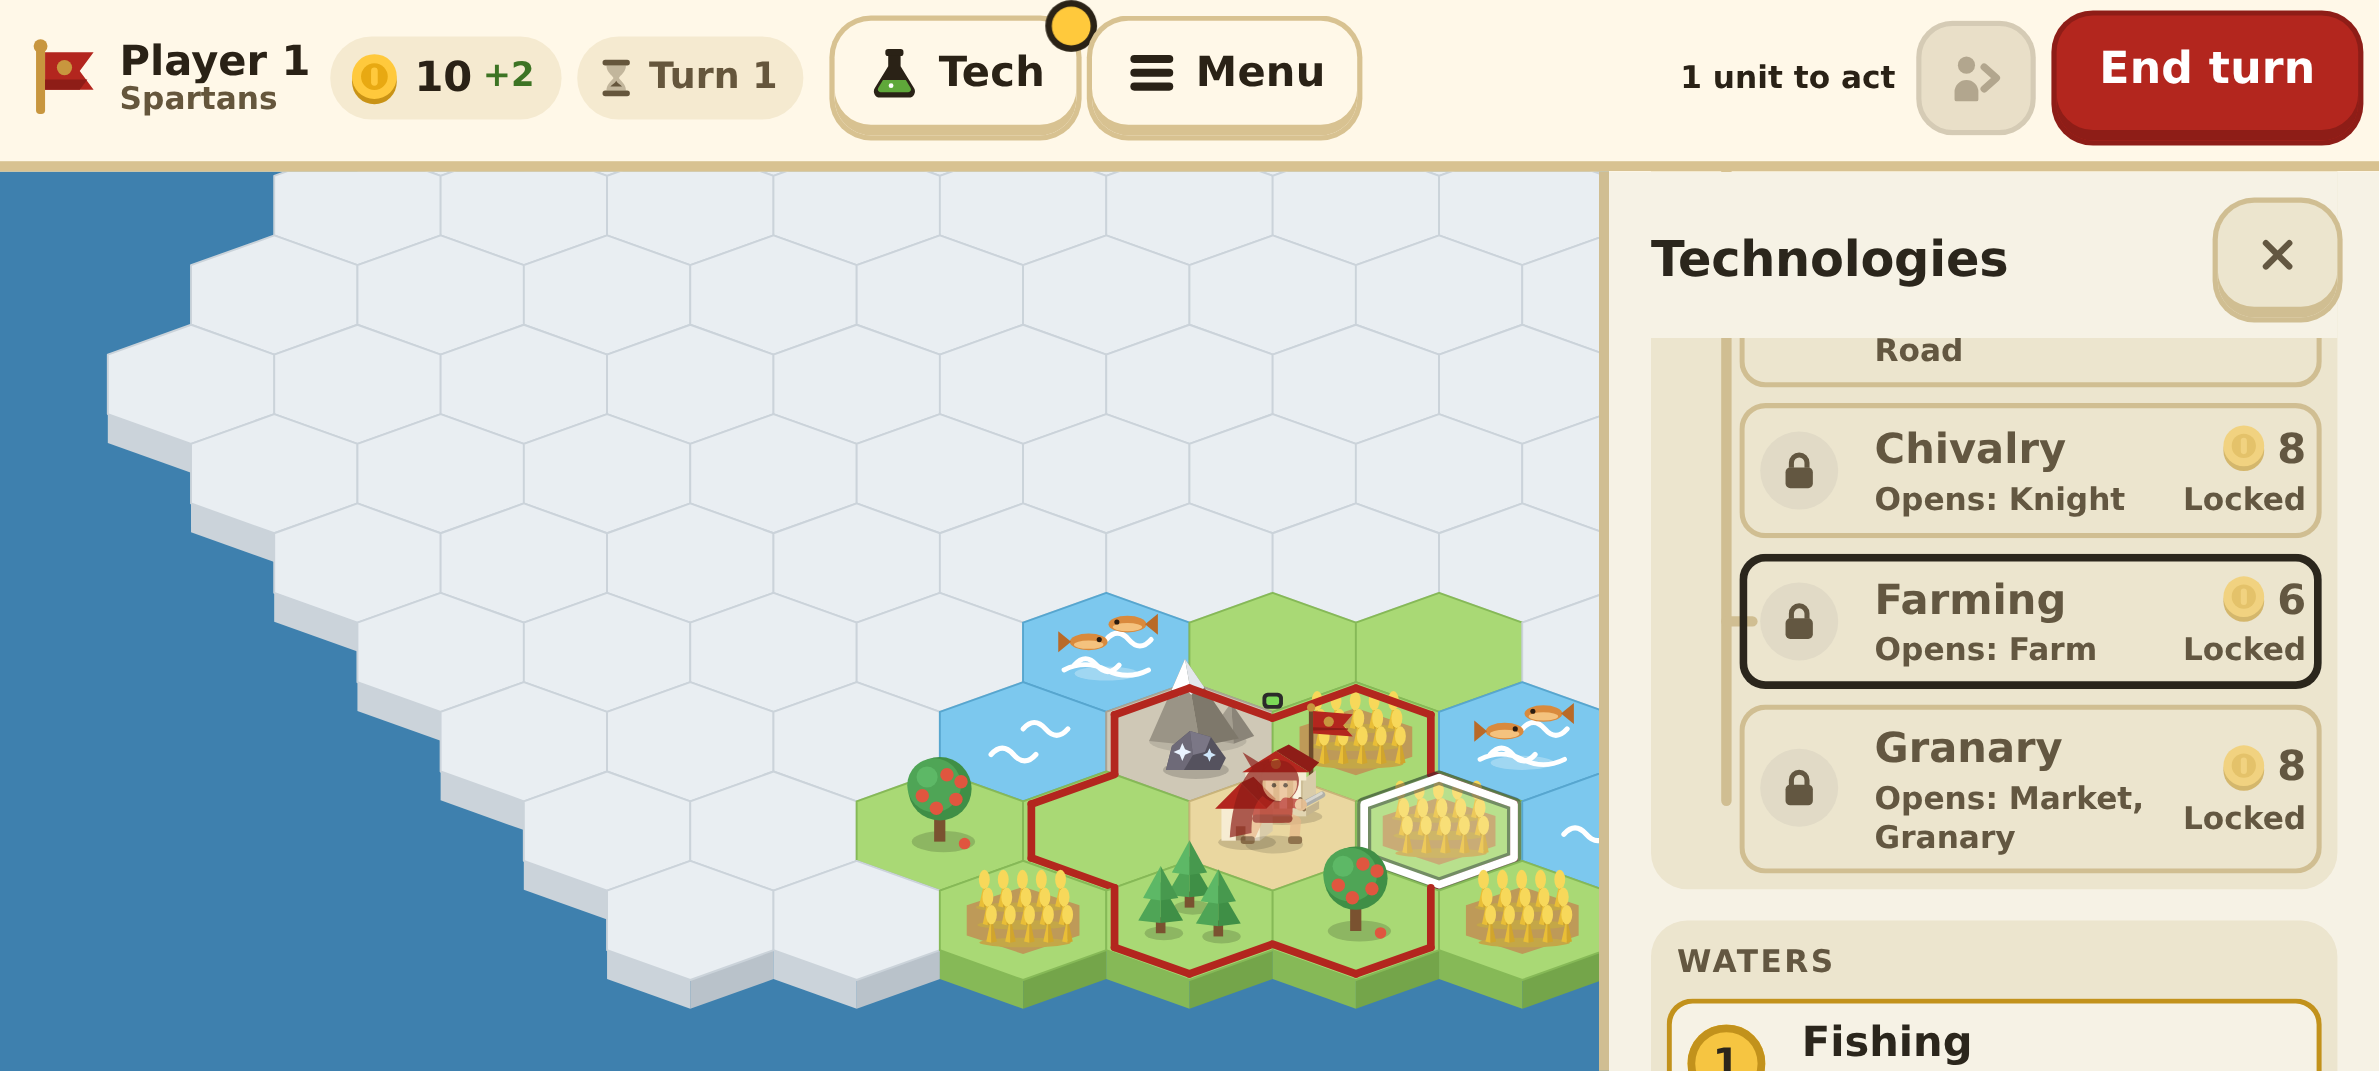 Player 1
Spartans
10 +2
Turn 1
Tech
Menu
1 unit to act
End turn
Technologies
Road
Chivalry
8
Opens: Knight
Locked
Farming
6
Opens: Farm
Locked
Granary
8
Opens: Market,
Granary
Locked
WATERS
1
Fishing